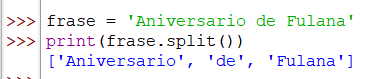 >>> frase = 'Aniversario de Fulana'
>>> print(frase.split())
['Aniversario', 'de', 'Fulana']